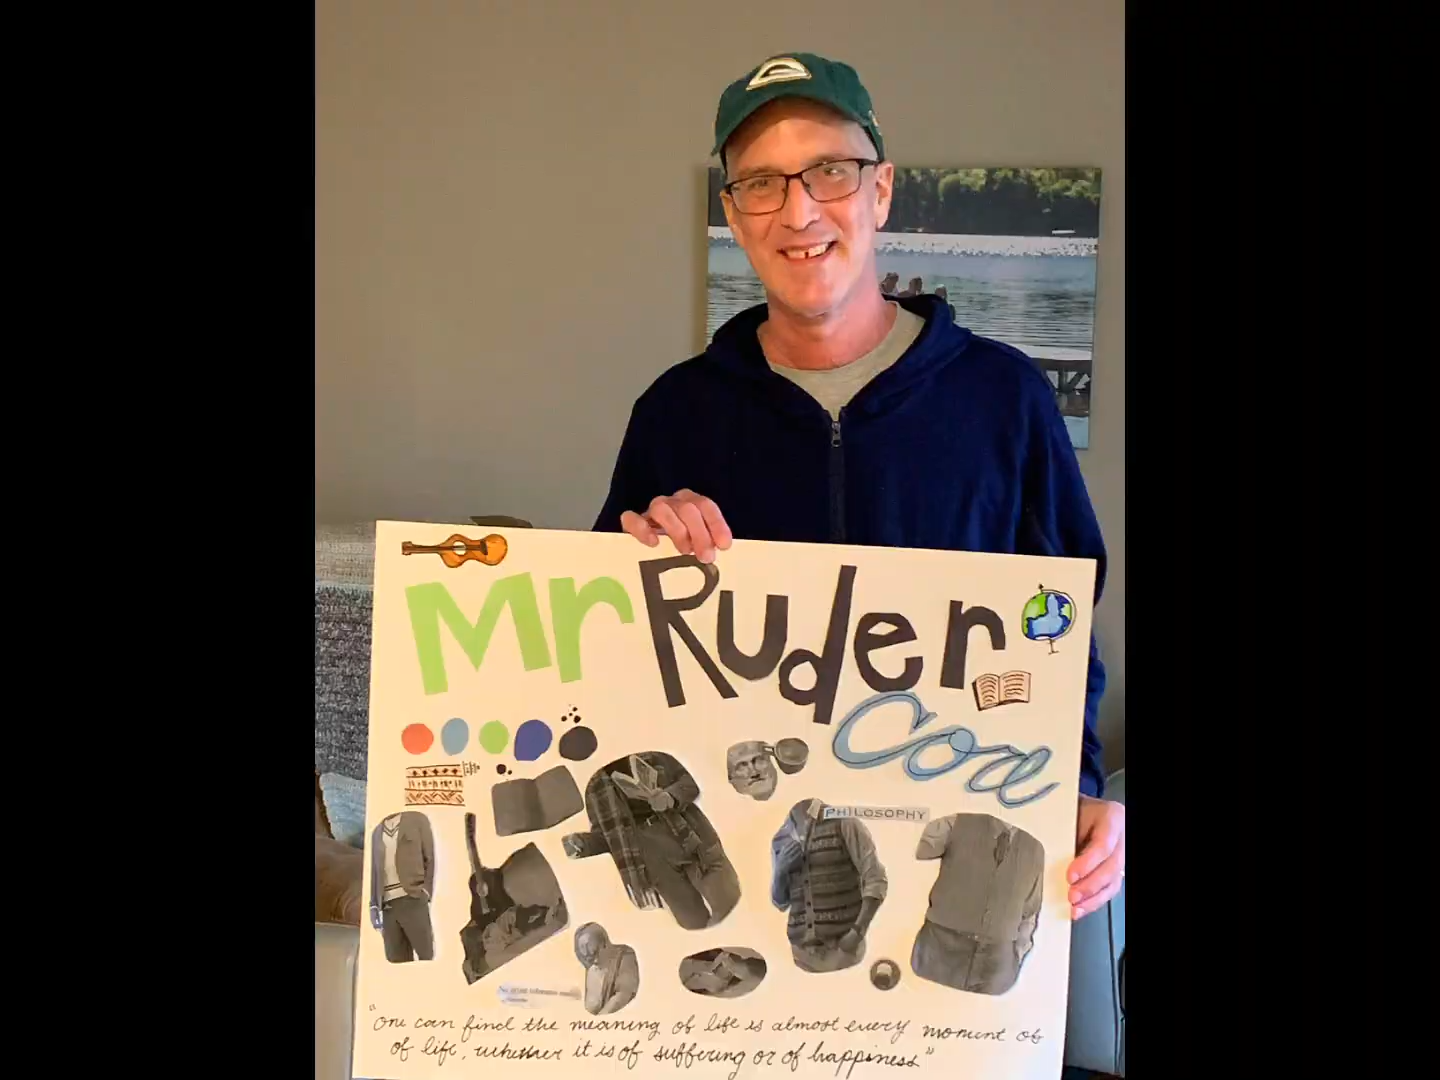 Mr Ruder
Coa
PHILOSOPHY
"One can find the meaning of life is almost every moment of
of life, whether it is of suffering or of happiness"